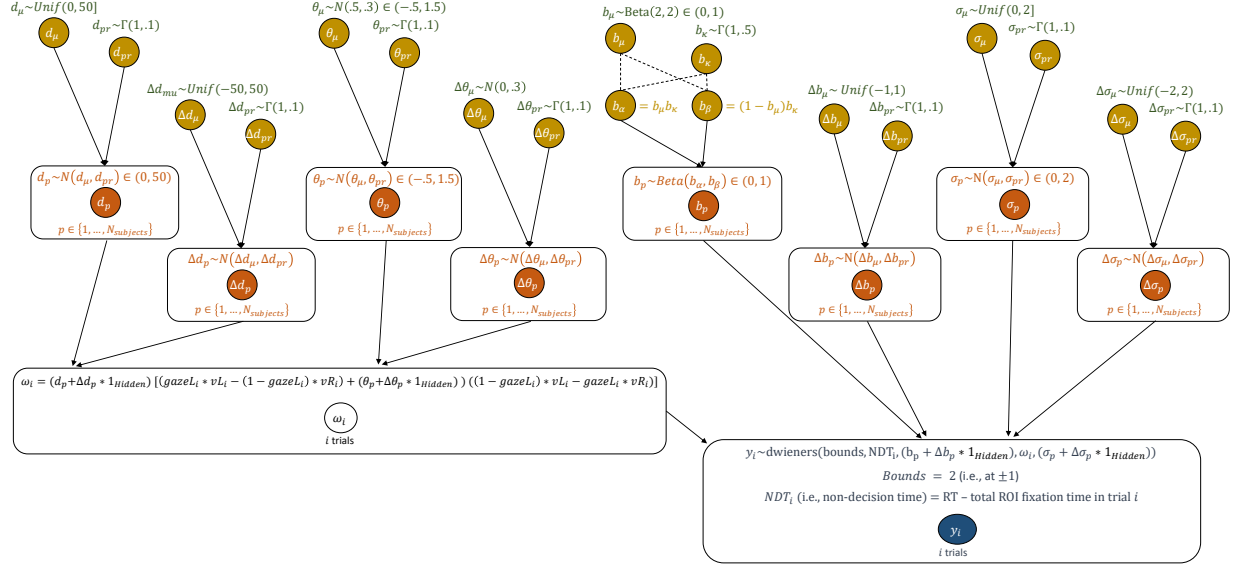 d_μ~Unif(0, 50]
d_pr~Γ(1, .1)
d_μ
d_pr
Δd_mu~Unif(−50, 50)
Δd_pr~Γ(1, .1)
Δd_μ
Δd_pr
θ_μ~N(.5, .3) ∈ (−.5, 1.5)
θ_pr~Γ(1, .1)
θ_μ
θ_pr
Δθ_μ~N(0, .3)
Δθ_pr~Γ(1, .1)
Δθ_μ
Δθ_pr
b_μ~Beta(2, 2) ∈ (0, 1)
b_κ~Γ(1, .5)
b_μ
b_κ
b_α = b_μ b_κ
b_β = (1 − b_μ)b_κ
Δb_μ~ Unif(−1,1)
Δb_pr~Γ(1, .1)
Δb_μ
Δb_pr
σ_μ~Unif(0, 2]
σ_pr~Γ(1, .1)
σ_μ
σ_pr
Δσ_μ~Unif(−2, 2)
Δσ_pr~Γ(1, .1)
Δσ_μ
Δσ_pr
d_p~N(d_μ, d_pr) ∈ (0, 50)
d_p
p ∈ {1, … , N_subjects}
Δd_p~N(Δd_μ, Δd_pr)
Δd_p
p ∈ {1, … , N_subjects}
θ_p~N(θ_μ, θ_pr) ∈ (−.5, 1.5)
θ_p
p ∈ {1, … , N_subjects}
Δθ_p~N(Δθ_μ, Δθ_pr)
Δθ_p
p ∈ {1, … , N_subjects}
b_p~Beta(b_α, b_β) ∈ (0, 1)
b_p
p ∈ {1, … , N_subjects}
Δb_p~N(Δb_μ, Δb_pr)
Δb_p
p ∈ {1, … , N_subjects}
σ_p~N(σ_μ, σ_pr) ∈ (0, 2)
σ_p
p ∈ {1, … , N_subjects}
Δσ_p~N(Δσ_μ, Δσ_pr)
Δσ_p
p ∈ {1, … , N_subjects}
ω_i = (d_p+Δd_p * 1_Hidden) [(gazeL_i * vL_i − (1 − gazeL_i) * vR_i) + (θ_p+Δθ_p * 1_Hidden) ) ((1 − gazeL_i) * vL_i − gazeL_i * vR_i)]
ω_i
i trials
y_i~dwieners(bounds, NDT_i, (b_p + Δb_p * 1_Hidden), ω_i, (σ_p + Δσ_p * 1_Hidden))
Bounds = 2 (i.e., at ±1)
NDT_i (i.e., non-decision time) = RT – total ROI fixation time in trial i
y_i
i trials